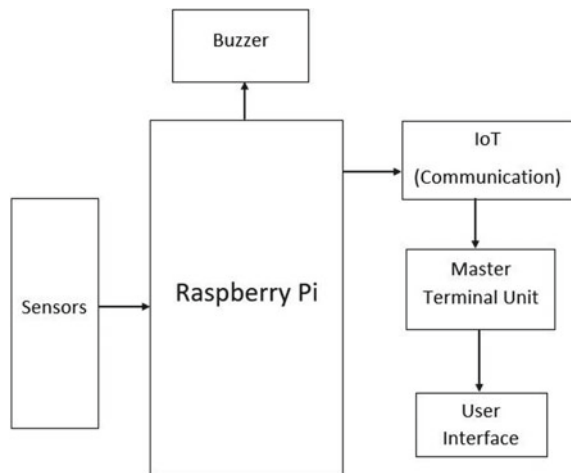 Buzzer
IoT
(Communication)
Sensors
Raspberry Pi
Master
Terminal Unit
User
Interface